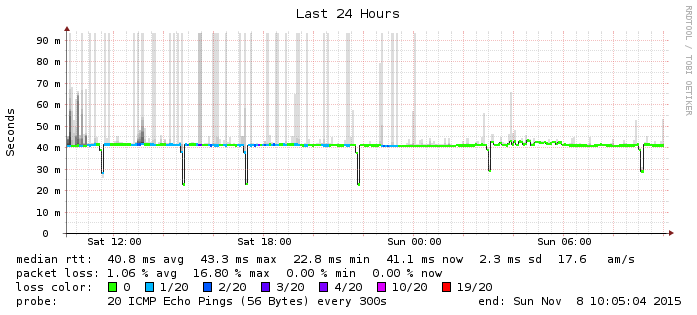 Last 24 Hours
RRDTOOL / TOBI OETIKER
Seconds
90 m
80 m
70 m
60 m
50 m
40 m
30 m
20 m
10 m
0
Sat 12:00 Sat 18:00 Sun 00:00 Sun 06:00
median rtt: 40.8 ms avg 43.3 ms max 22.8 ms min 41.1 ms now 2.3 ms sd 17.6 am/s
packet loss: 1.06 % avg 16.80 % max 0.00 % min 0.00 % now
loss color: 0 1/20 2/20 3/20 4/20 10/20 19/20
probe: 20 ICMP Echo Pings (56 Bytes) every 300s end: Sun Nov 8 10:05:04 2015